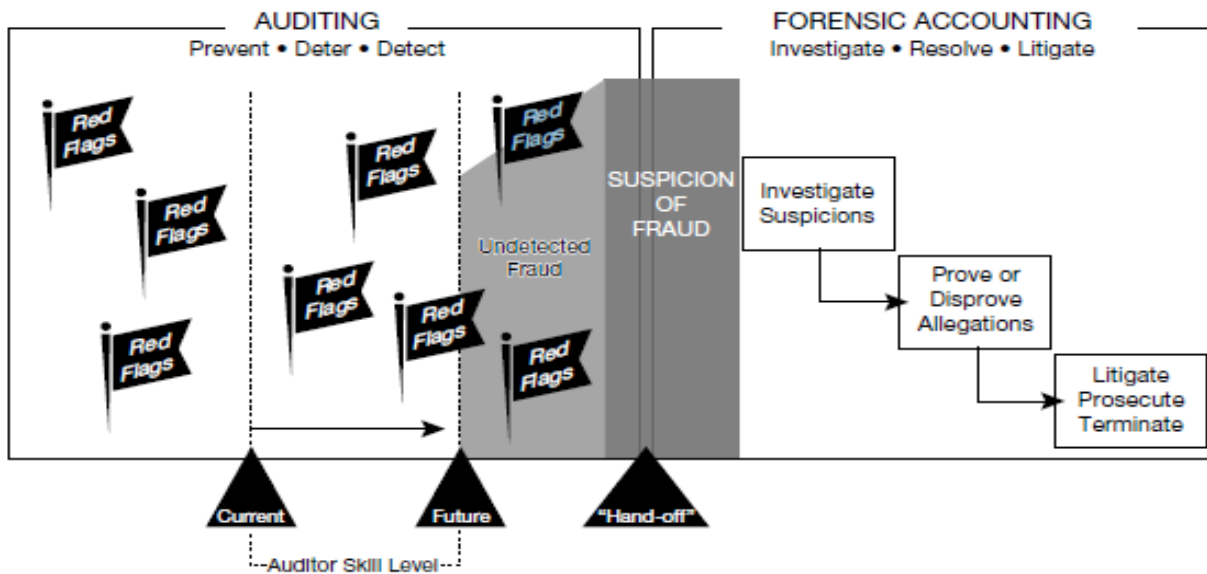 AUDITING
Prevent • Deter • Detect
FORENSIC ACCOUNTING
Investigate • Resolve • Litigate
Red
Flags
Red
Flags
Red
Flags
Red
Flags
Red
Flags
Red
Flags
Red
Flags
Red
Flags
Undetected
Fraud
SUSPICION
OF
FRAUD
Investigate
Suspicions
Prove or
Disprove
Allegations
Litigate
Prosecute
Terminate
Current
Future
"Hand-off"
Auditor Skill Level